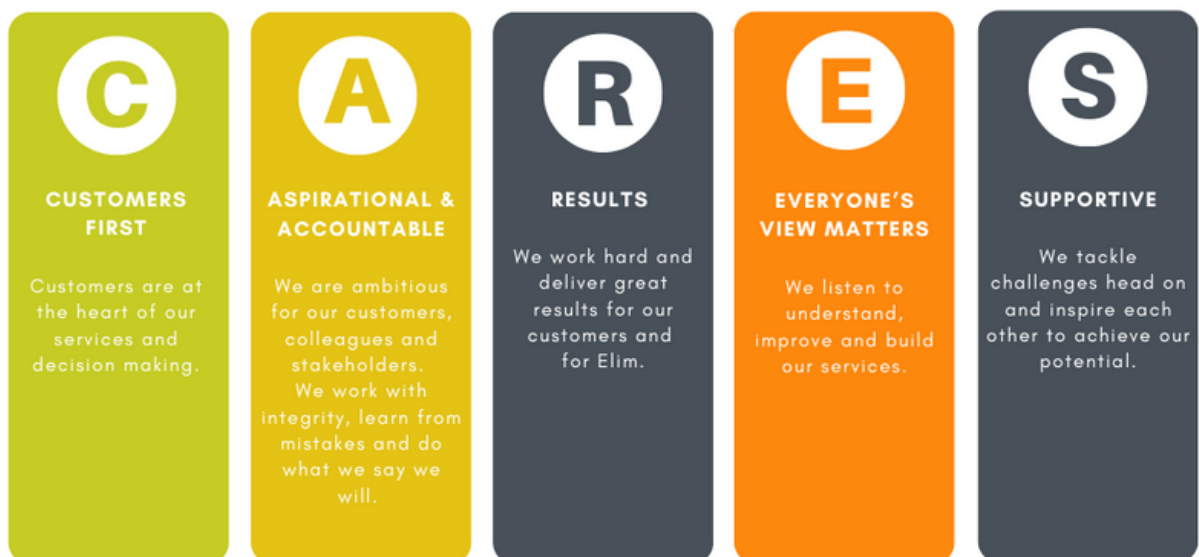 C
CUSTOMERS
FIRST
Customers are at
the heart of our
services and
decision making.
A
ASPIRATIONAL &
ACCOUNTABLE
We are ambitious
for our customers,
colleagues and
stakeholders.
We work with
integrity, learn from
mistakes and do
what we say we
will.
R
RESULTS
We work hard and
deliver great
results for our
customers and
for Elim.
E
EVERYONE’S
VIEW MATTERS
We listen to
understand,
improve and build
our services.
S
SUPPORTIVE
We tackle
challenges head on
and inspire each
other to achieve our
potential.